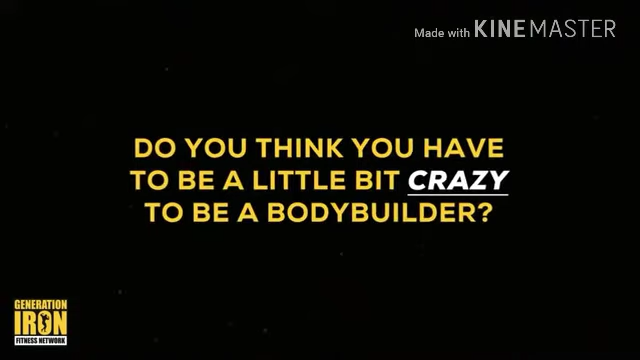 Made with KINEMASTER
DO YOU THINK YOU HAVE
TO BE A LITTLE BIT CRAZY
TO BE A BODYBUILDER?
GENERATION
IRON
FITNESS NETWORK